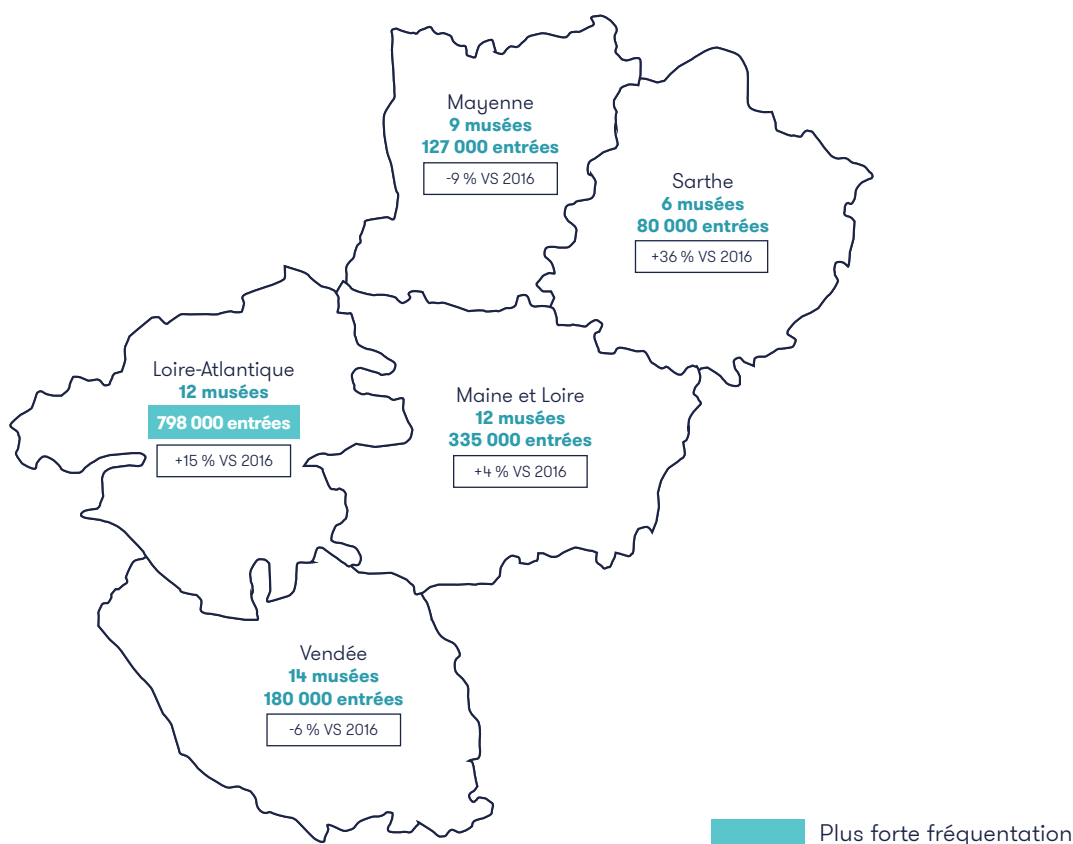 Mayenne
9 musées
127 000 entrées
-9 % VS 2016
Sarthe
6 musées
80 000 entrées
+36 % VS 2016
Loire-Atlantique
12 musées
798 000 entrées
+15 % VS 2016
Maine et Loire
12 musées
335 000 entrées
+4 % VS 2016
Vendée
14 musées
180 000 entrées
-6 % VS 2016
Plus forte fréquentation